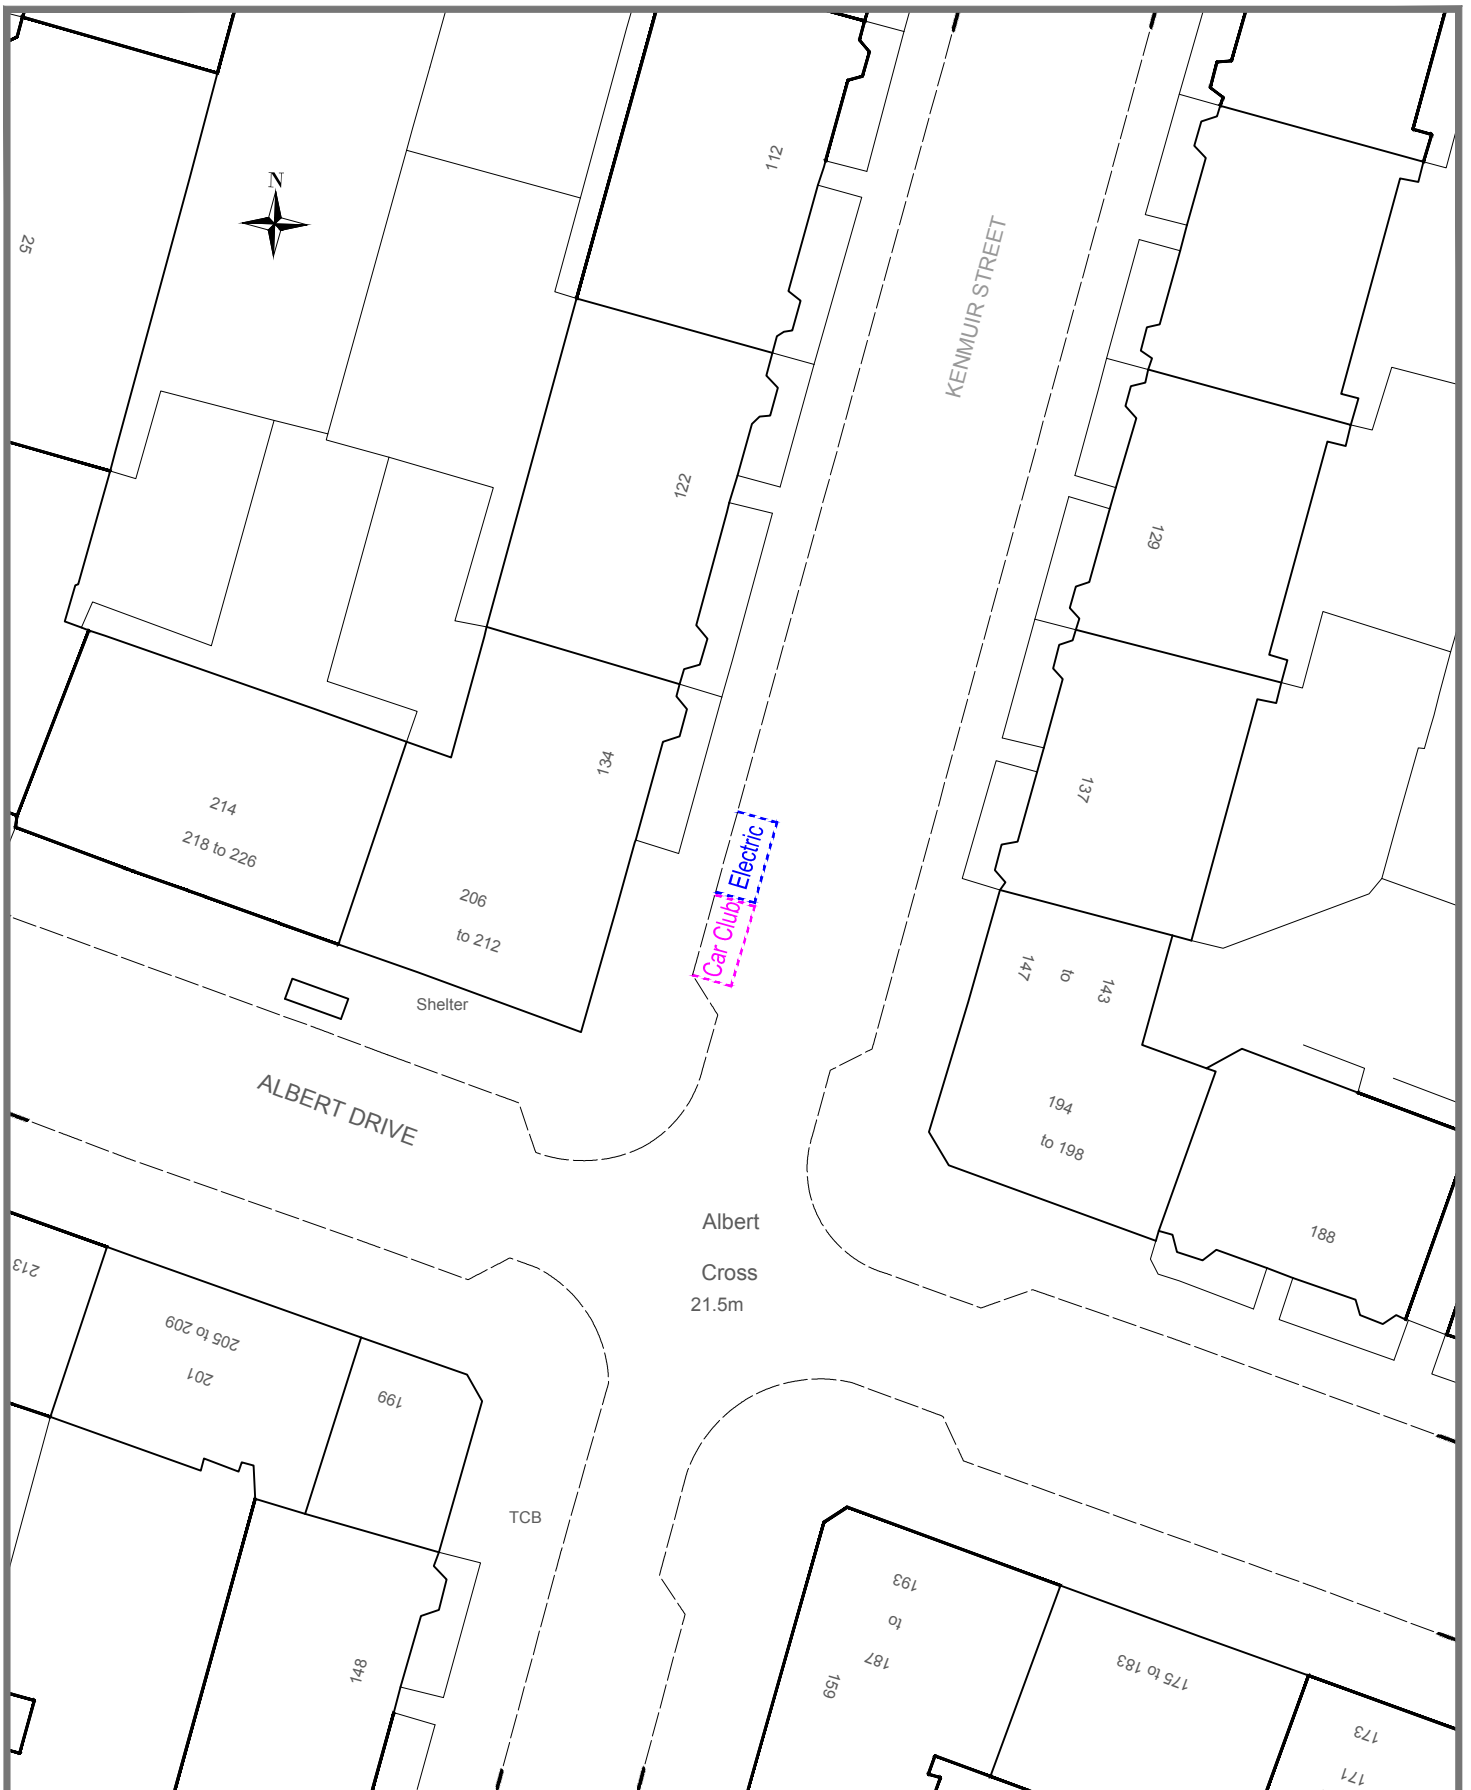 N
112
25
KENMUIR STREET
122
129
134
137
214
218 to 226
Electric
206
to 212
Car Club
147
to
143
Shelter
ALBERT DRIVE
194
to 198
Albert
Cross
21.5m
188
213
205 to 209
201
199
TCB
148
193
to
187
159
175 to 183
173
171